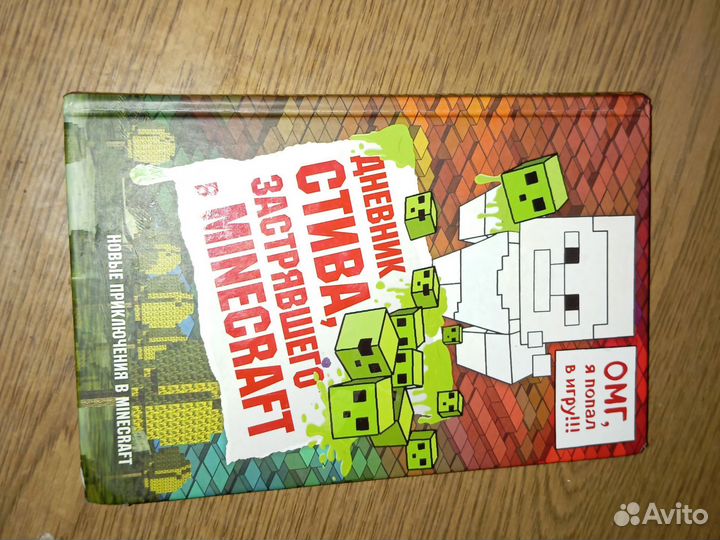 ОМГ,
я попал
в игру!!!
ДНЕВНИК
СТИВА,
ЗАСТРЯВШЕГО
В MINECRAFT
НОВЫЕ ПРИКЛЮЧЕНИЯ В MINECRAFT
Avito